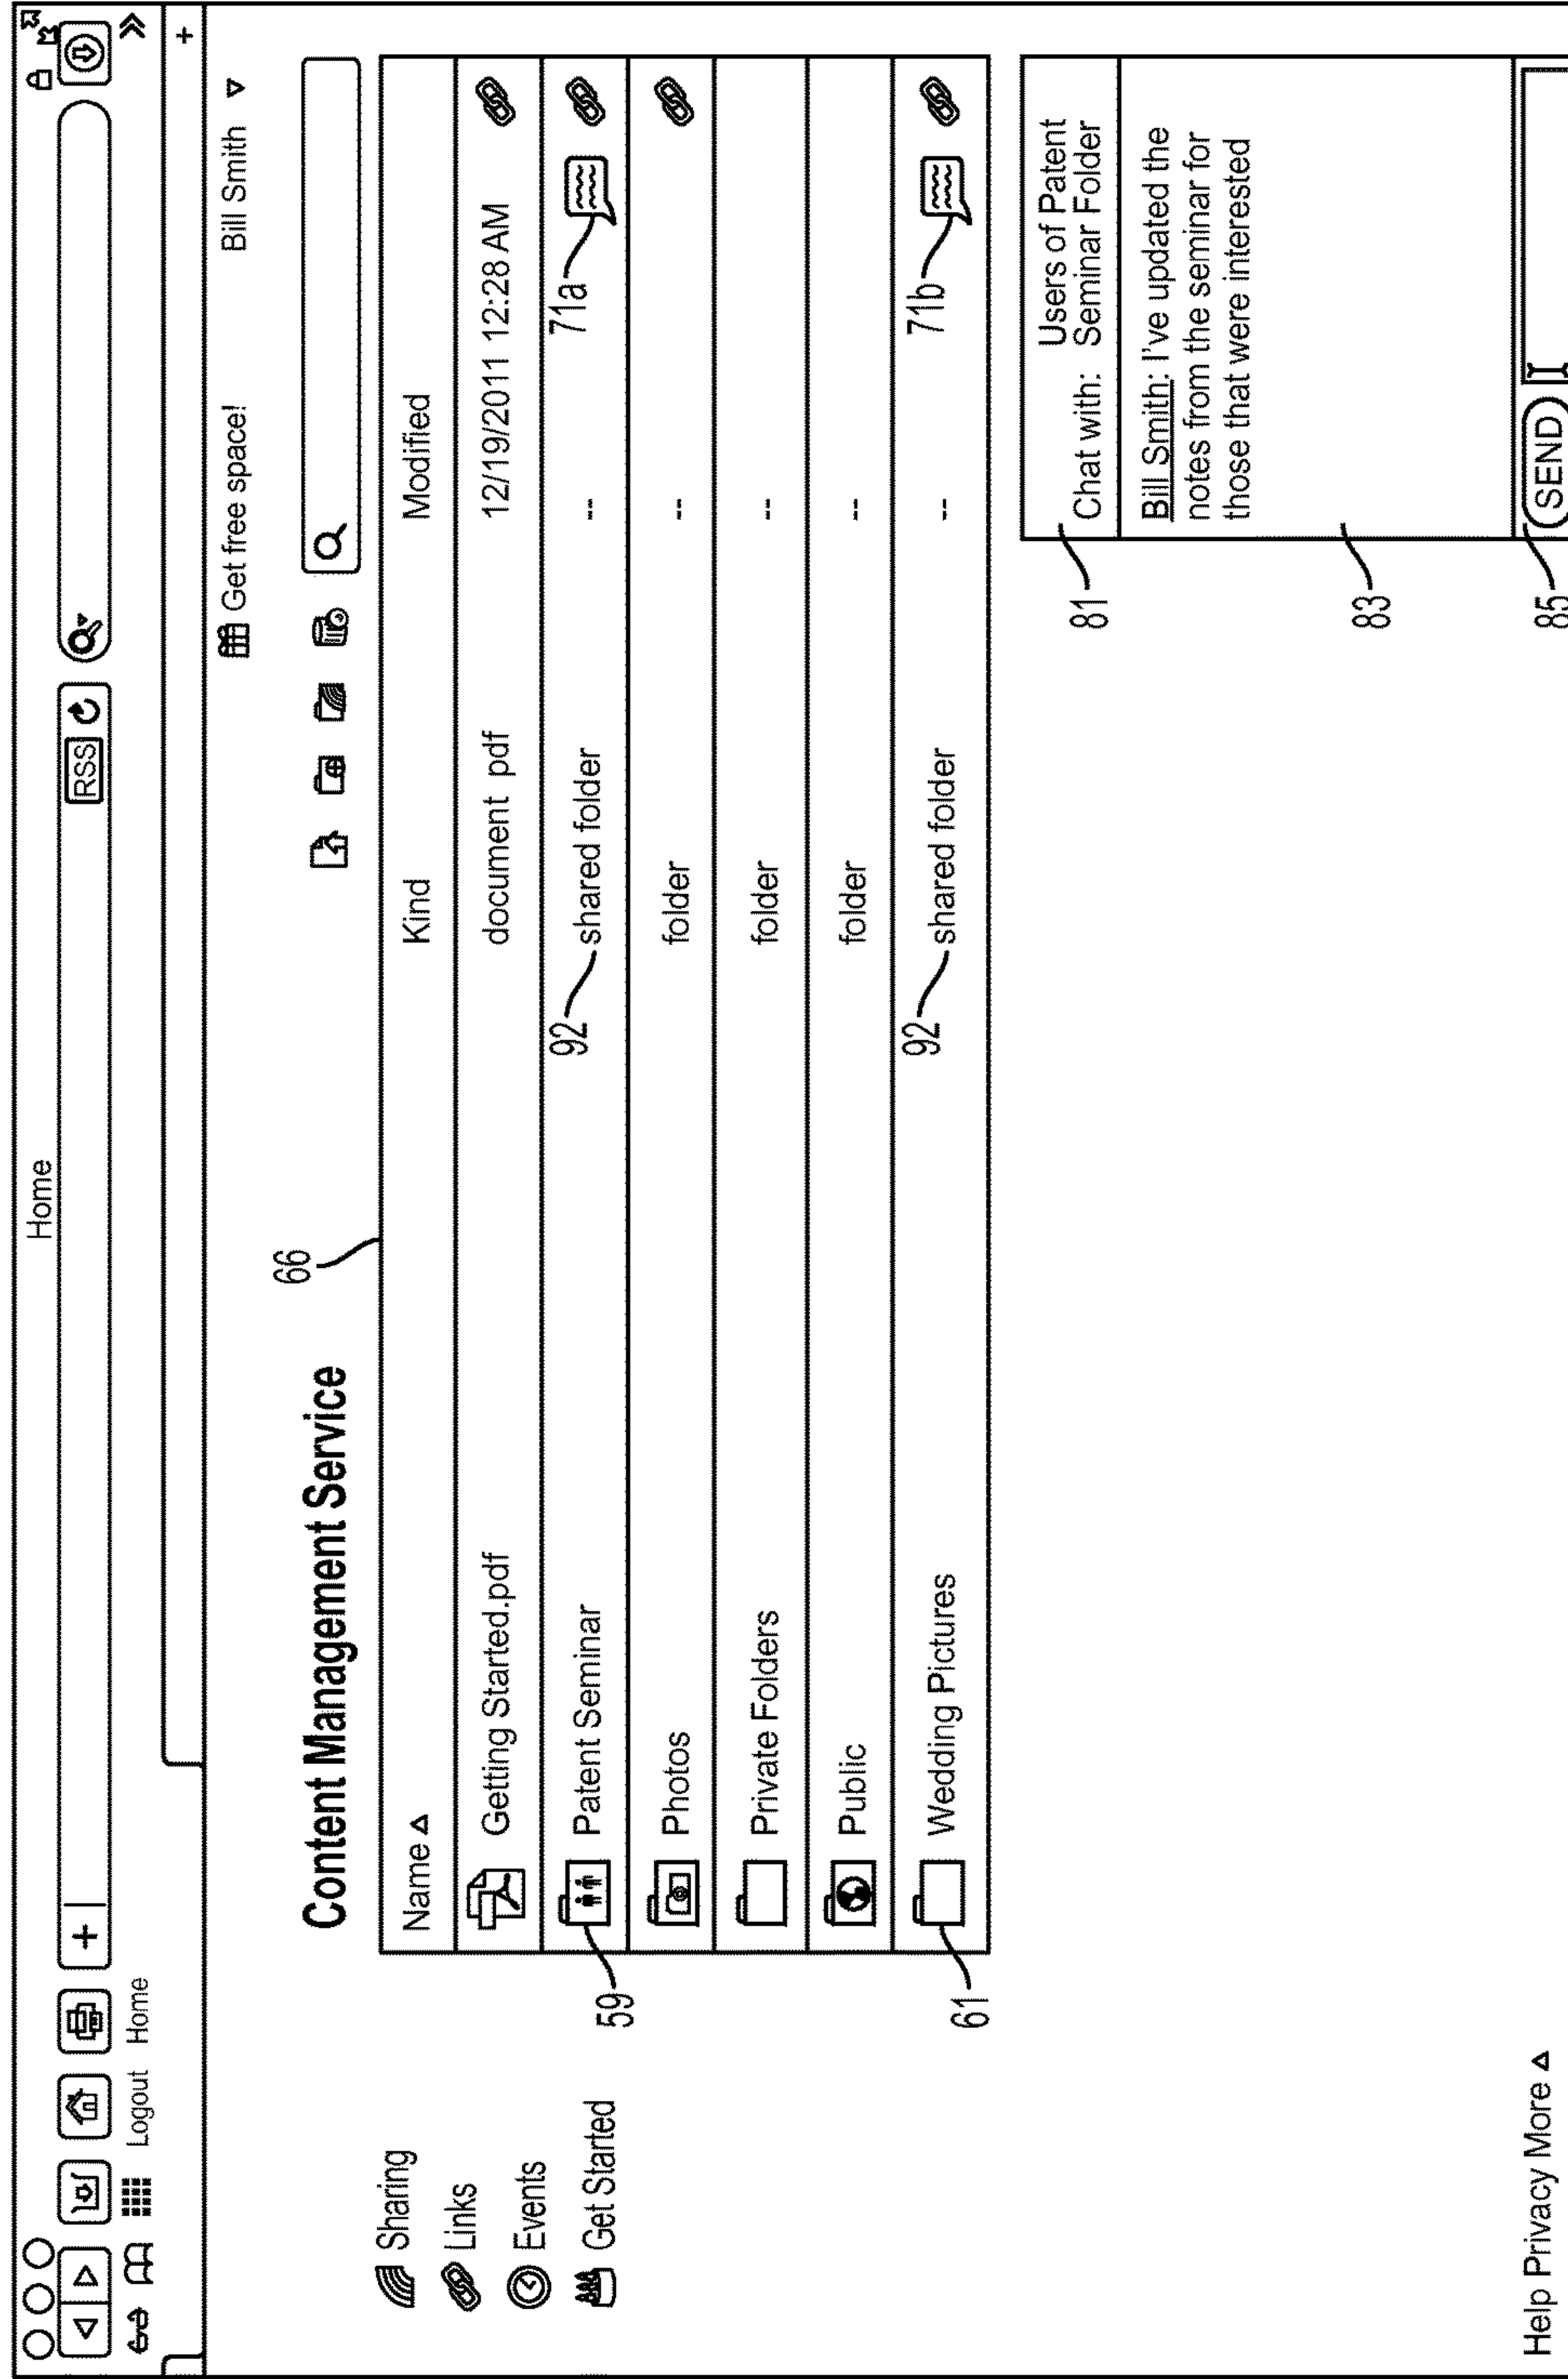 Home
RSS
Logout Home
Get free space! Bill Smith
Content Management Service
66
Sharing
Links
Events
Get Started
Name Kind Modified
Getting Started.pdf document pdf 12/19/2011 12:28 AM
59 Patent Seminar 92 shared folder -- 71a
Photos folder --
Private Folders folder --
Public folder --
61 Wedding Pictures 92 shared folder -- 71b
81
Chat with: Users of Patent
Seminar Folder
83
Bill Smith: I've updated the
notes from the seminar for
those that were interested
85
SEND
Help Privacy More